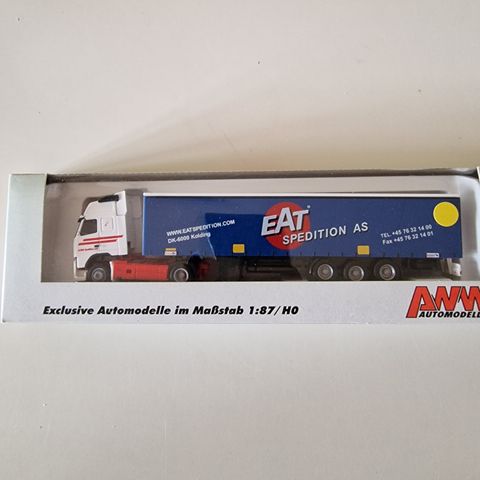 WWW.EATSPEDITION.COM
DK-6000 Kolding
EAT
SPEDITION AS
TEL. +45 76 32 14 00
Fax +45 76 32 14 01
Exclusive Automodelle im Maßstab 1:87/H0
AWM
AUTOMODELLE